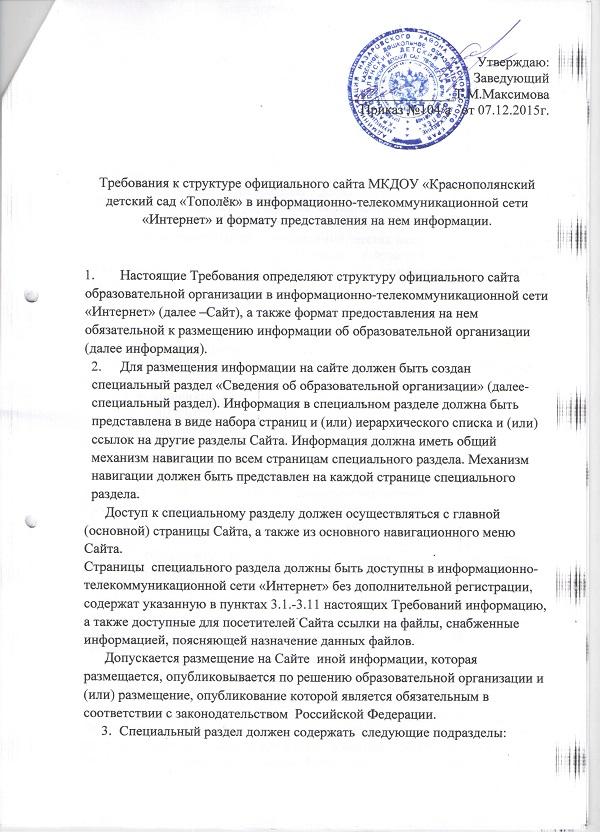 Утверждаю:
Заведующий
Т.М.Максимова
Приказ №104/а от 07.12.2015г.
Требования к структуре официального сайта МКДОУ «Краснополянский
детский сад «Тополёк» в информационно-телекоммуникационной сети
«Интернет» и формату представления на нем информации.
1. Настоящие Требования определяют структуру официального сайта
образовательной организации в информационно-телекоммуникационной сети
«Интернет» (далее –Сайт), а также формат предоставления на нем
обязательной к размещению информации об образовательной организации
(далее информация).
2. Для размещения информации на сайте должен быть создан
специальный раздел «Сведения об образовательной организации» (далее-
специальный раздел). Информация в специальном разделе должна быть
представлена в виде набора страниц и (или) иерархического списка и (или)
ссылок на другие разделы Сайта. Информация должна иметь общий
механизм навигации по всем страницам специального раздела. Механизм
навигации должен быть представлен на каждой странице специального
раздела.
Доступ к специальному разделу должен осуществляться с главной
(основной) страницы Сайта, а также из основного навигационного меню
Сайта.
Страницы специального раздела должны быть доступны в информационно-
телекоммуникационной сети «Интернет» без дополнительной регистрации,
содержат указанную в пунктах 3.1.-3.11 настоящих Требований информацию,
а также доступные для посетителей Сайта ссылки на файлы, снабженные
информацией, поясняющей назначение данных файлов.
Допускается размещение на Сайте иной информации, которая
размещается, опубликовывается по решению образовательной организации и
(или) размещение, опубликование которой является обязательным в
соответствии с законодательством Российской Федерации.
3. Специальный раздел должен содержать следующие подразделы: